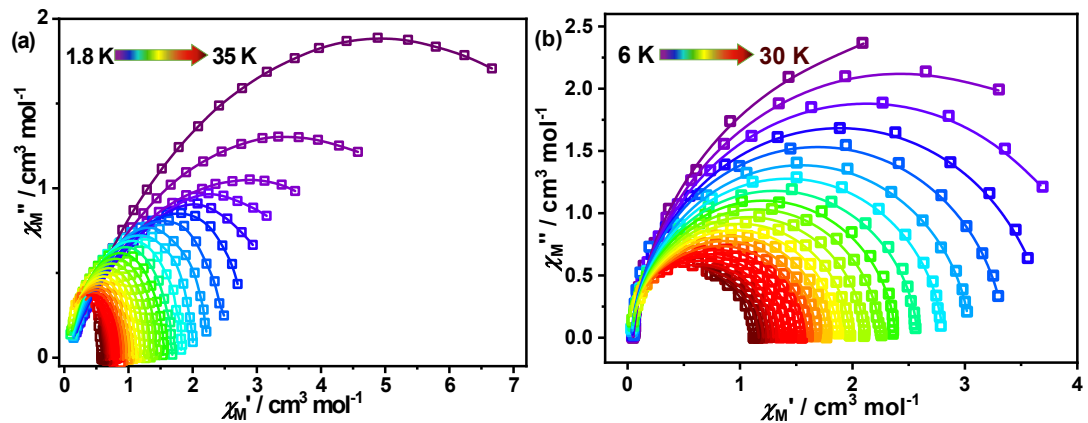 (a)
1.8 K 35 K
2
1
0
χM'' / cm³ mol⁻¹
0 1 2 3 4 5 6 7
χM' / cm³ mol⁻¹
(b)
6 K 30 K
2.5
2.0
1.5
1.0
0.5
0.0
χM'' / cm³ mol⁻¹
0 1 2 3 4
χM' / cm³ mol⁻¹